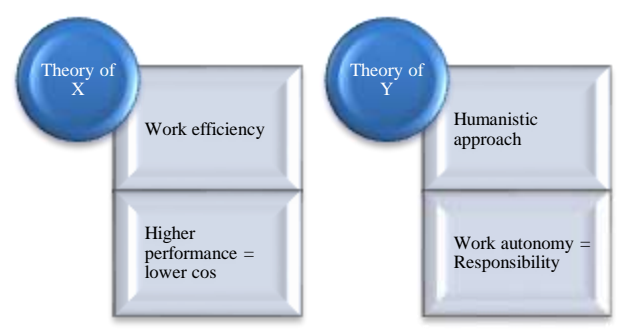 Theory of
X
Work efficiency
Higher
performance =
lower cos
Theory of
Y
Humanistic
approach
Work autonomy =
Responsibility